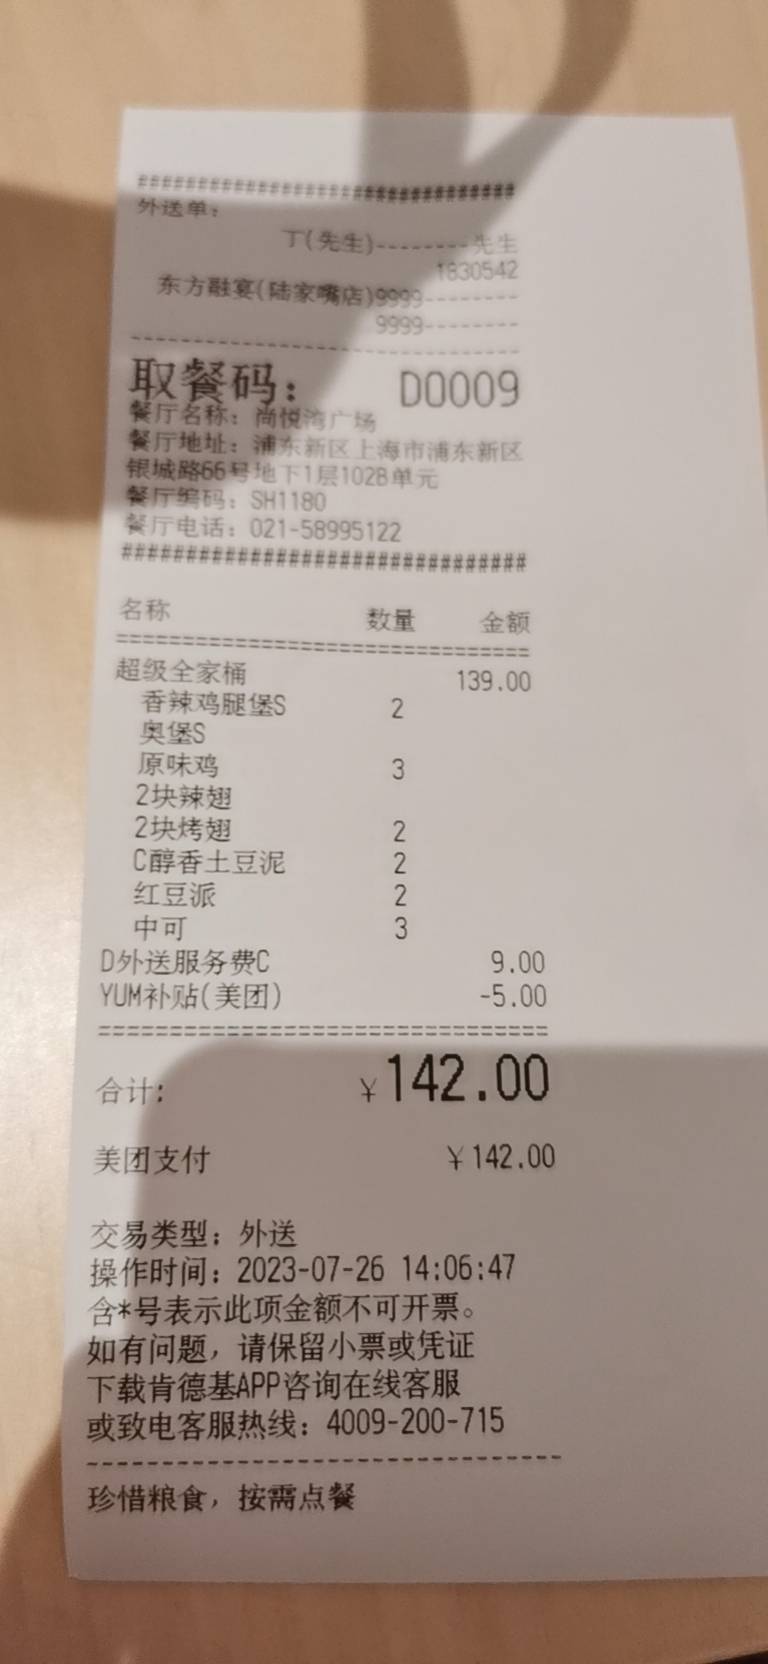 ################################
外送单：
丁(先生)--------先生
1830542
东方融宴(陆家嘴店)9999--------
9999--------
--------------------------------
取餐码： D0009
餐厅名称：尚悦湾广场
餐厅地址：浦东新区上海市浦东新区
银城路66号地下1层102B单元
餐厅编码：SH1180
餐厅电话：021-58995122
################################
名称 数量 金额
================================
超级全家桶 139.00
香辣鸡腿堡S 2
奥堡S
原味鸡 3
2块辣翅
2块烤翅 2
C醇香土豆泥 2
红豆派 2
中可 3
D外送服务费C 9.00
YUM补贴(美团) -5.00
================================
合计: ￥142.00
美团支付 ￥142.00
交易类型：外送
操作时间：2023-07-26 14:06:47
含*号表示此项金额不可开票。
如有问题，请保留小票或凭证
下载肯德基APP咨询在线客服
或致电客服热线：4009-200-715
--------------------------------
珍惜粮食，按需点餐